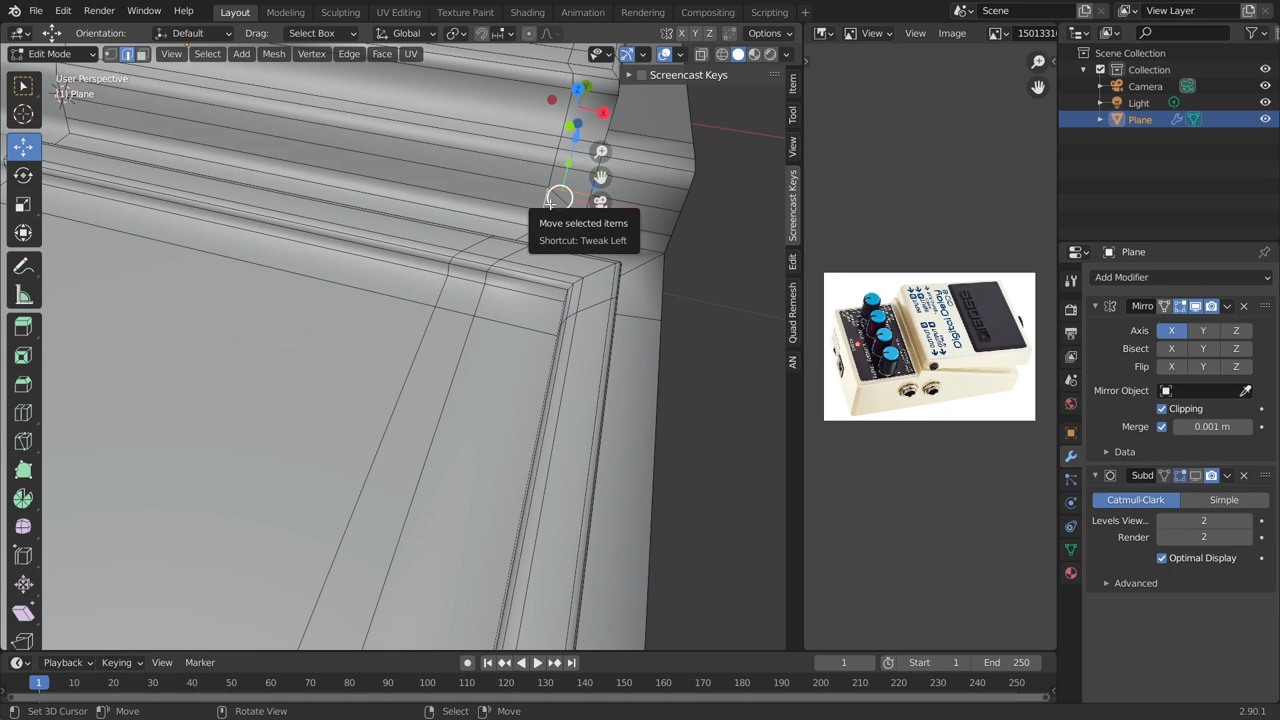 File Edit Render Window Help Layout Modeling Sculpting UV Editing Texture Paint Shading Animation Rendering Compositing Scripting + Scene View Layer
Orientation: Default Drag: Select Box Global X Y Z Options View View Image 1501331
Edit Mode View Select Add Mesh Vertex Edge Face UV
Scene Collection
Collection
Camera
Light
Plane
User Perspective
(1) Plane
Screencast Keys
Z
X
Item
Tool
View
Screencast Keys
Edit
Quad Remesh
AN
Move selected items
Shortcut: Tweak Left
Digital Delay
Plane
Add Modifier
Mirro
Axis X Y Z
Bisect X Y Z
Flip X Y Z
Mirror Object
Clipping
Merge 0.001 m
Data
Subd
Catmull-Clark Simple
Levels View... 2
Render 2
Optimal Display
Advanced
Playback Keying View Marker 1 Start 1 End 250
1 10 20 30 40 50 60 70 80 90 100 110 120 130 140 150 160 170 180 190 200 210 220 230 240 250
Set 3D Cursor Move Rotate View Select Move 2.90.1